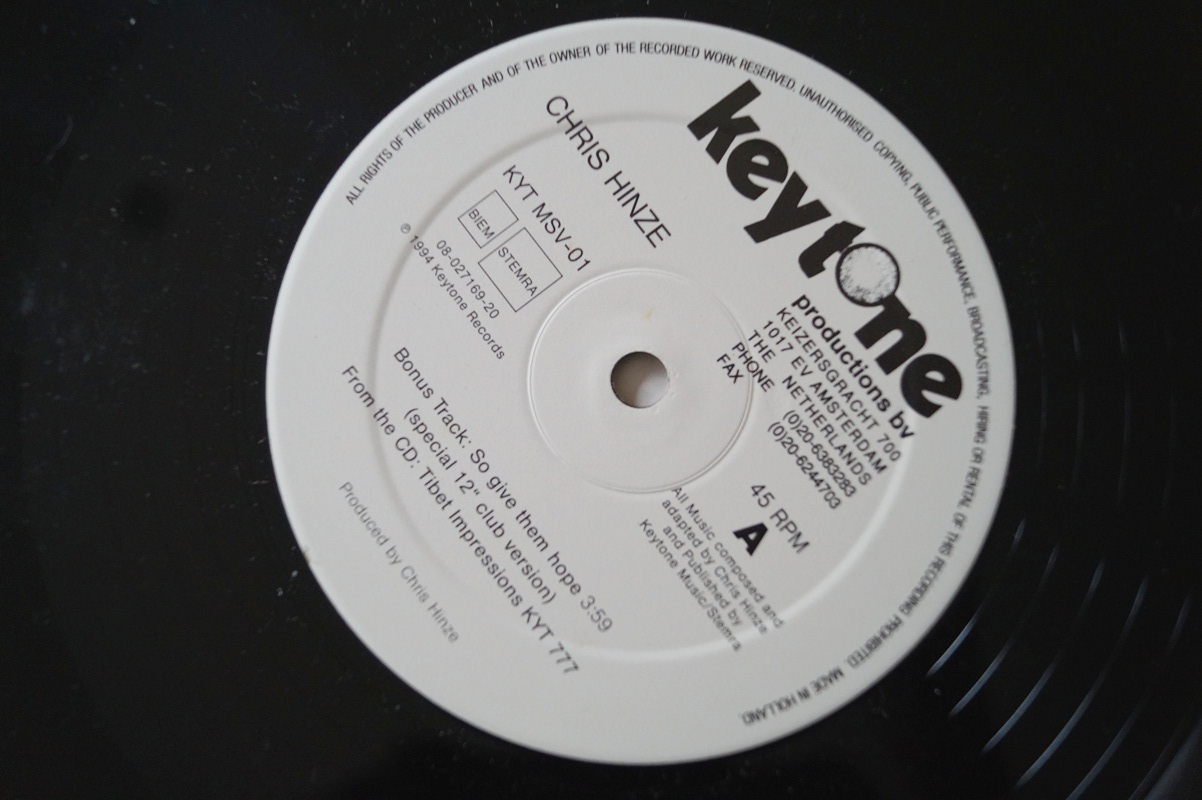 ALL RIGHTS OF THE PRODUCER AND OF THE OWNER OF THE RECORDED WORK RESERVED. UNAUTHORISED COPYING, PUBLIC PERFORMANCE, BROADCASTING, HIRING OR RENTAL OF THIS RECORDING PROHIBITED. MADE IN HOLLAND.
keytone
productions bv
KEIZERSGRACHT 700
1017 EV AMSTERDAM
THE NETHERLANDS
PHONE (0)20-6383283
FAX (0)20-6244703
CHRIS HINZE
KYT MSV-01
BIEM
STEMRA
08-027169-20
℗ 1994 Keytone Records
45 RPM
A
All Music composed and
adapted by Chris Hinze
and Published by
Keytone Music/Stemra
Bonus Track: So give them hope 3:59
(special 12" club version)
From the CD: Tibet Impressions KYT 777
Produced by Chris Hinze